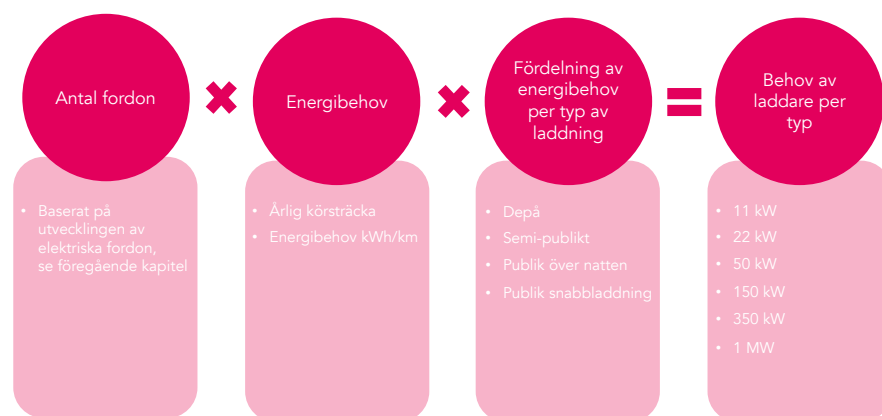 Antal fordon
• Baserat på
utvecklingen av
elektriska fordon,
se föregående kapitel
×
Energibehov
• Årlig körsträcka
• Energibehov kWh/km
×
Fördelning av
energibehov
per typ av
laddning
• Depå
• Semi-publikt
• Publik över natten
• Publik snabbladdning
=
Behov av
laddare per
typ
• 11 kW
• 22 kW
• 50 kW
• 150 kW
• 350 kW
• 1 MW